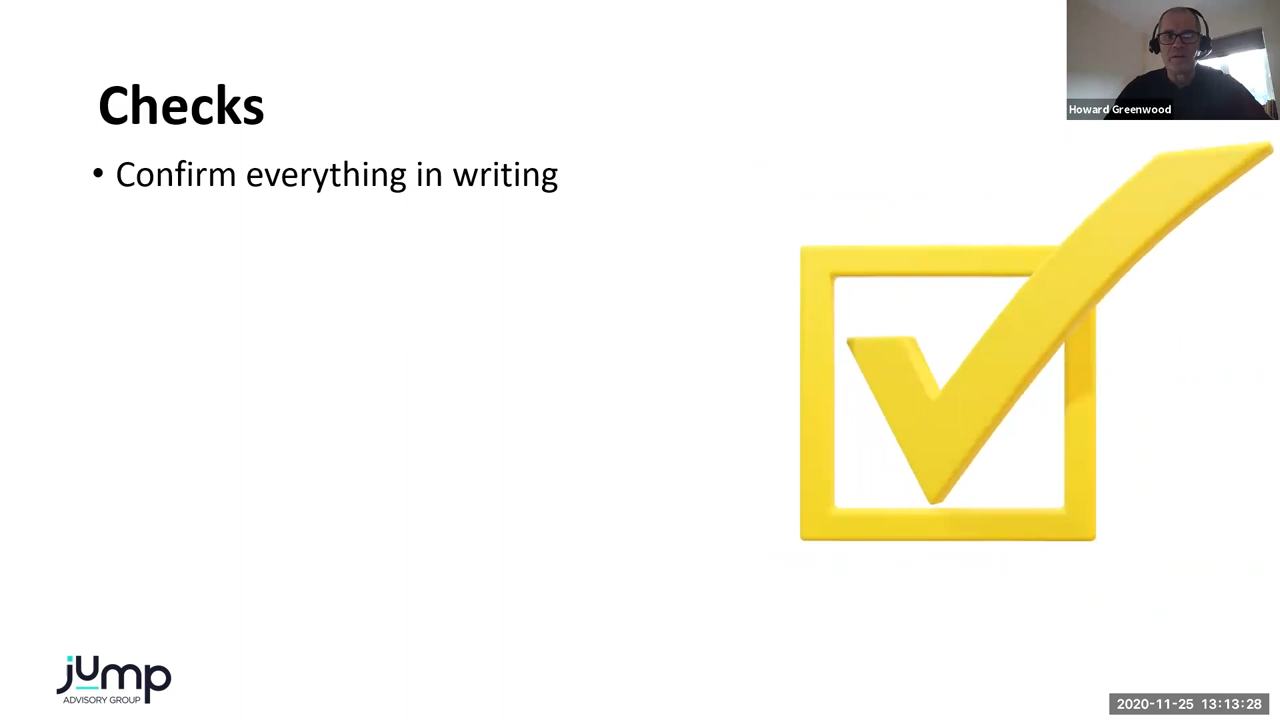 Checks
• Confirm everything in writing
Howard Greenwood
jump
ADVISORY GROUP
2020-11-25 13:13:28